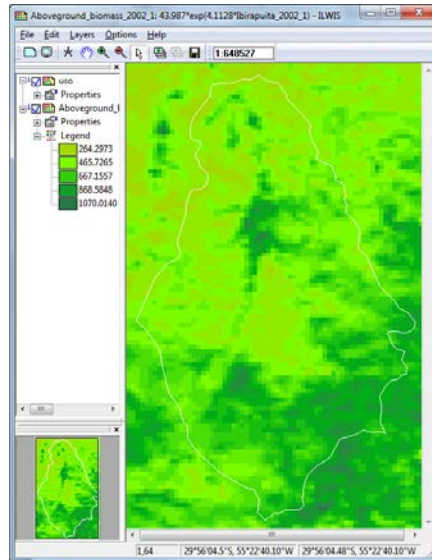 Aboveground_biomass_2002_1: 43.987*exp(4.1128*Ibirapuita_2002_1) - ILWIS
File Edit Layers Options Help
1:648527
uso
Properties
Aboveground_l
Properties
Legend
264.2973
465.7265
667.1557
868.5848
1070.0140
1,64 29°56'04.5"S, 55°22'40.10"W 29°56'04.48"S, 55°22'40.10"W